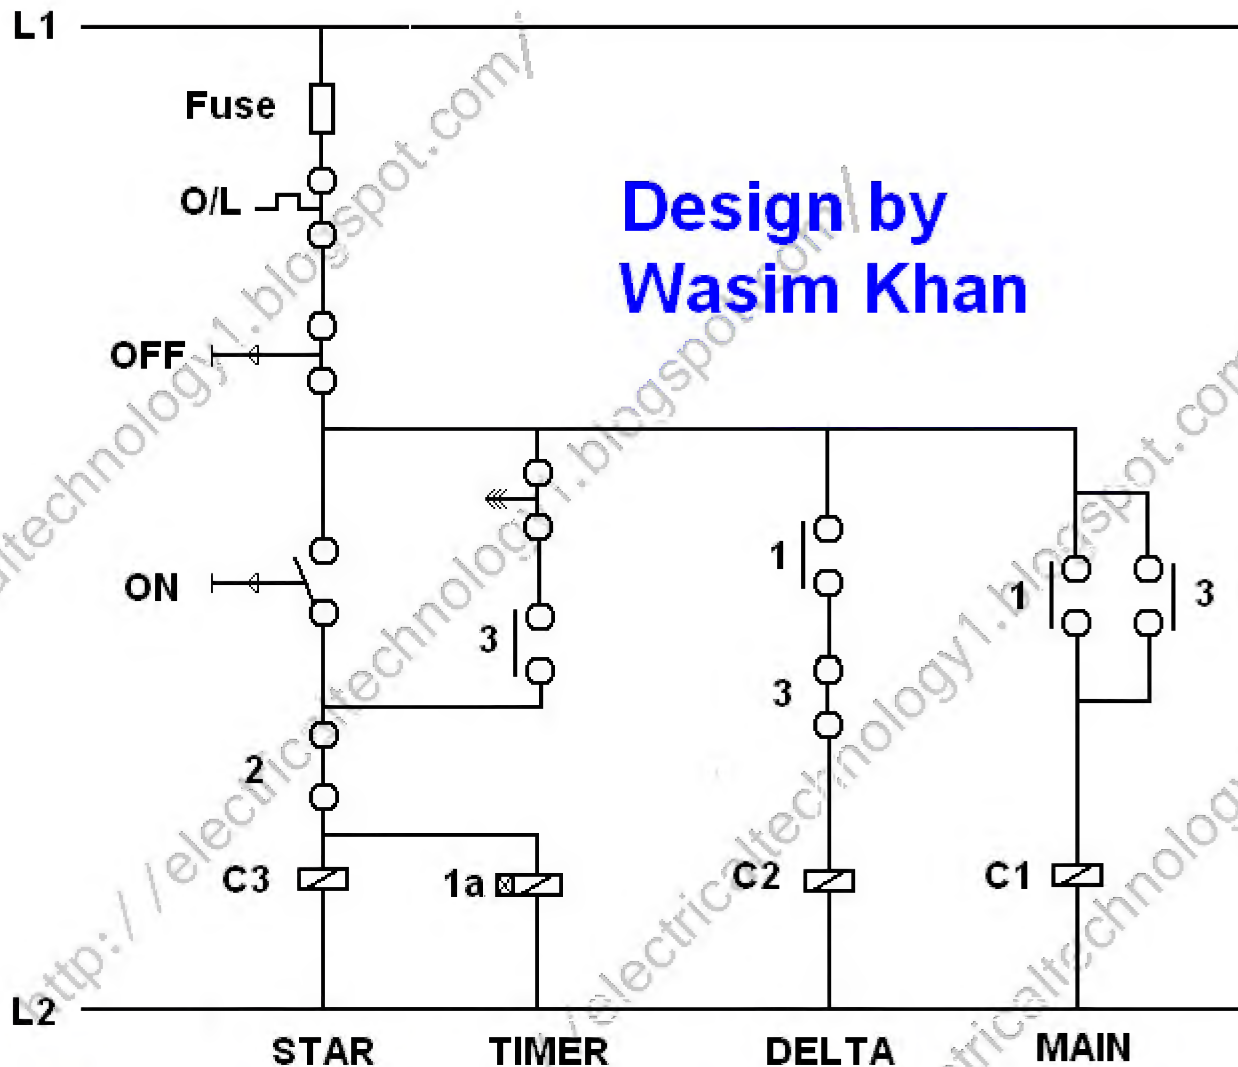 L1
Fuse
O/L
Design by
Wasim Khan
OFF
ON
3
1
3
1
3
2
C3
1a
C2
C1
L2
STAR
TIMER
DELTA
MAIN
http://electricaltechnology1.blogspot.com/